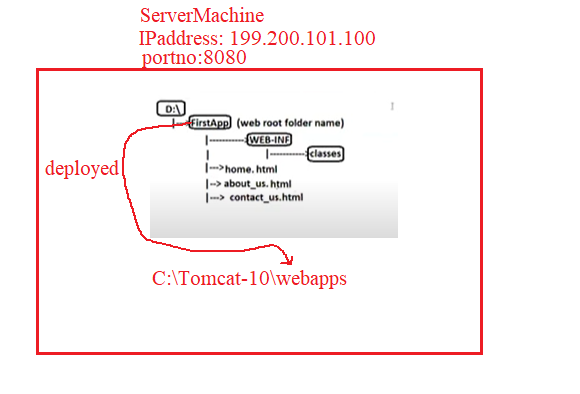 ServerMachine
IPaddress: 199.200.101.100
portno:8080
D:\
FirstApp (web root folder name)
WEB-INF
classes
deployed
home.html
about_us.html
contact_us.html
C:\Tomcat-10\webapps